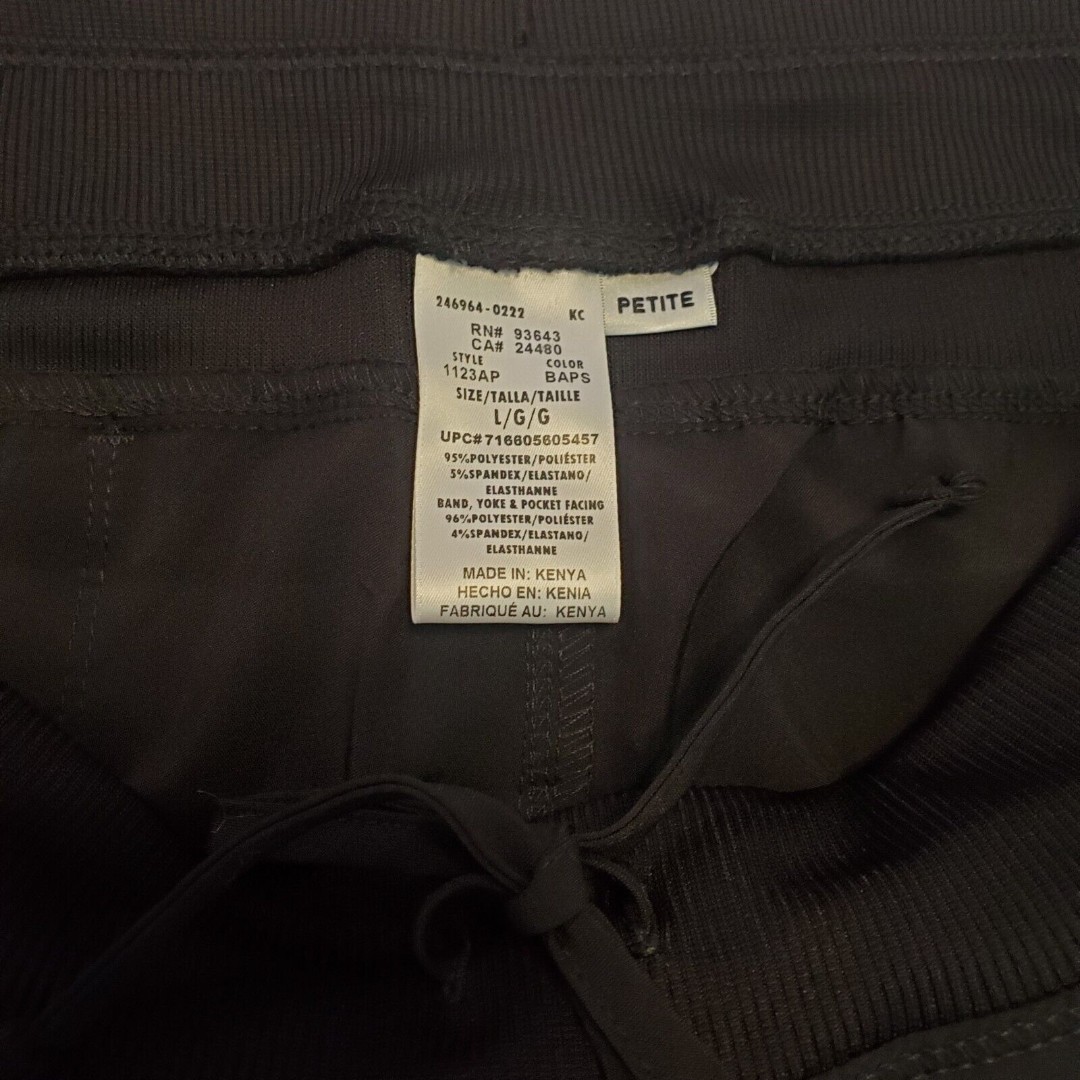 246964-0222 KC
PETITE
RN# 93643
CA# 24480
STYLE COLOR
1123AP BAPS
SIZE/TALLA/TAILLE
L/G/G
UPC#716605605457
95%POLYESTER/POLIÉSTER
5%SPANDEX/ELASTANO/
ELASTHANNE
BAND, YOKE & POCKET FACING
96%POLYESTER/POLIÉSTER
4%SPANDEX/ELASTANO/
ELASTHANNE
MADE IN: KENYA
HECHO EN: KENIA
FABRIQUÉ AU: KENYA